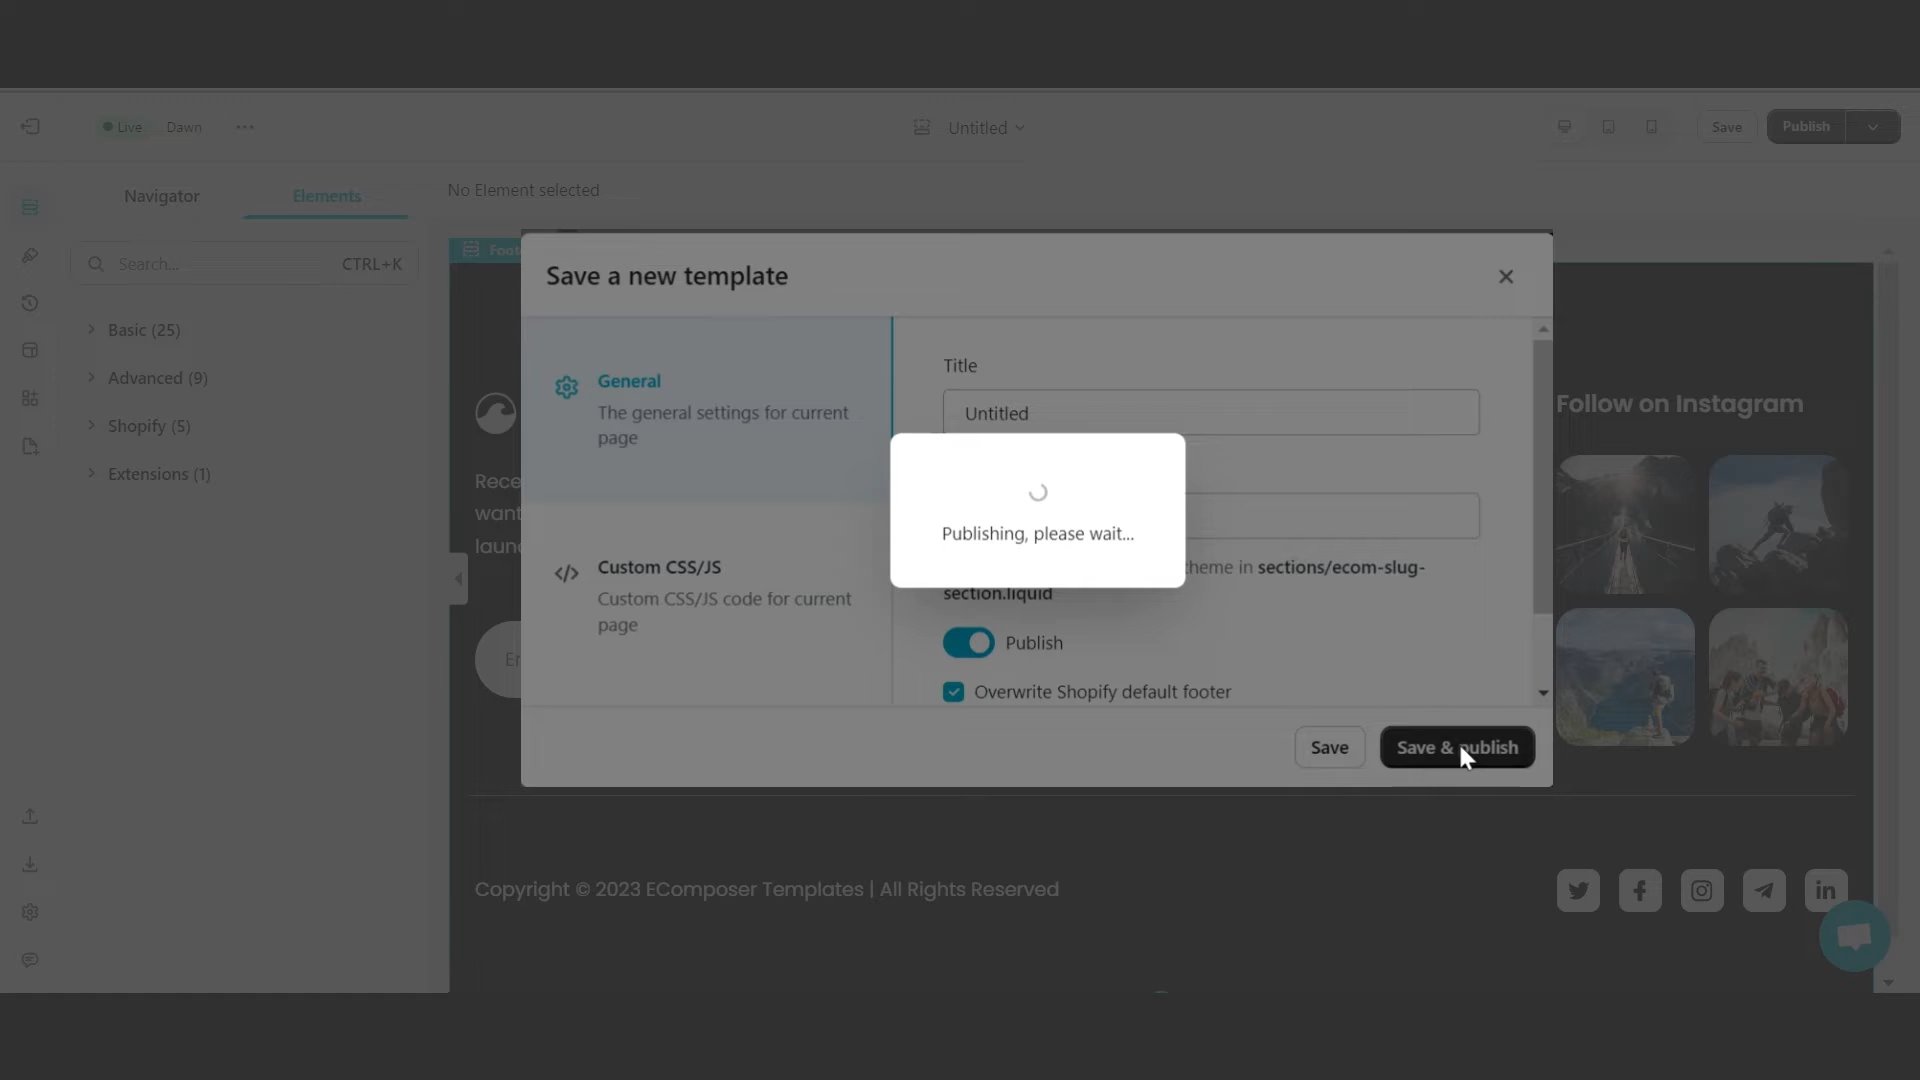 Live
Dawn
Untitled
Save
Publish
Navigator
Elements
No Element selected
Search...
CTRL+K
Basic (25)
Advanced (9)
Shopify (5)
Extensions (1)
Save a new template
General
The general settings for current
page
Custom CSS/JS
Custom CSS/JS code for current
page
Title
Untitled
Publishing, please wait...
sections/ecom-slug-
section.liquid
Publish
Overwrite Shopify default footer
Save
Save & publish
Follow on Instagram
Copyright © 2023 EComposer Templates | All Rights Reserved